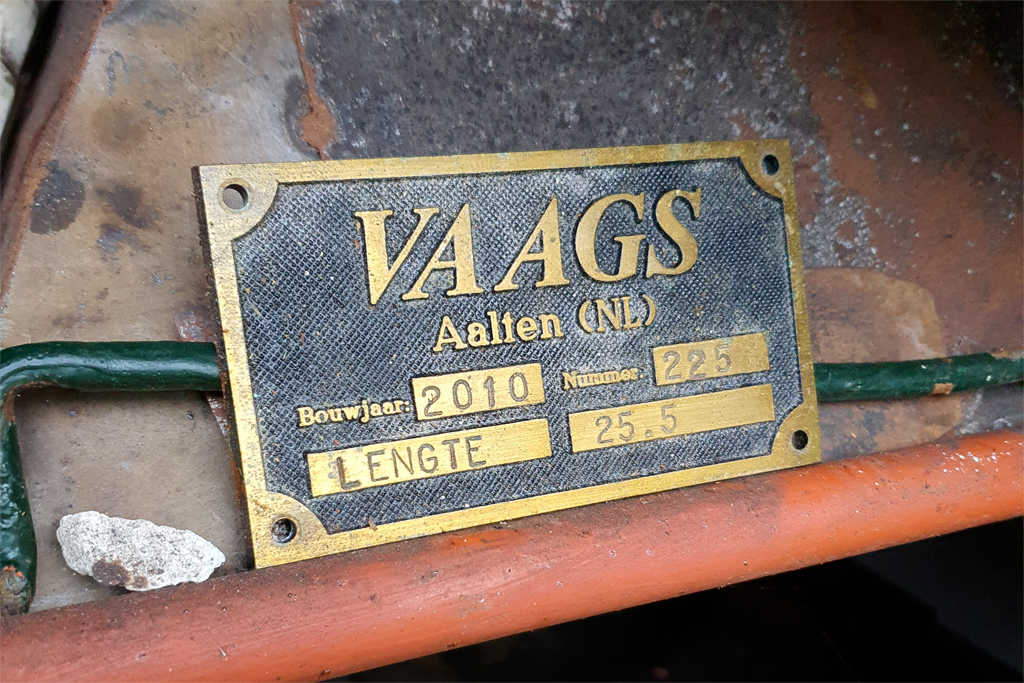 VAAGS
Aalten (NL)
Bouwjaar: 2010 Nummer 225
LENGTE 25.5